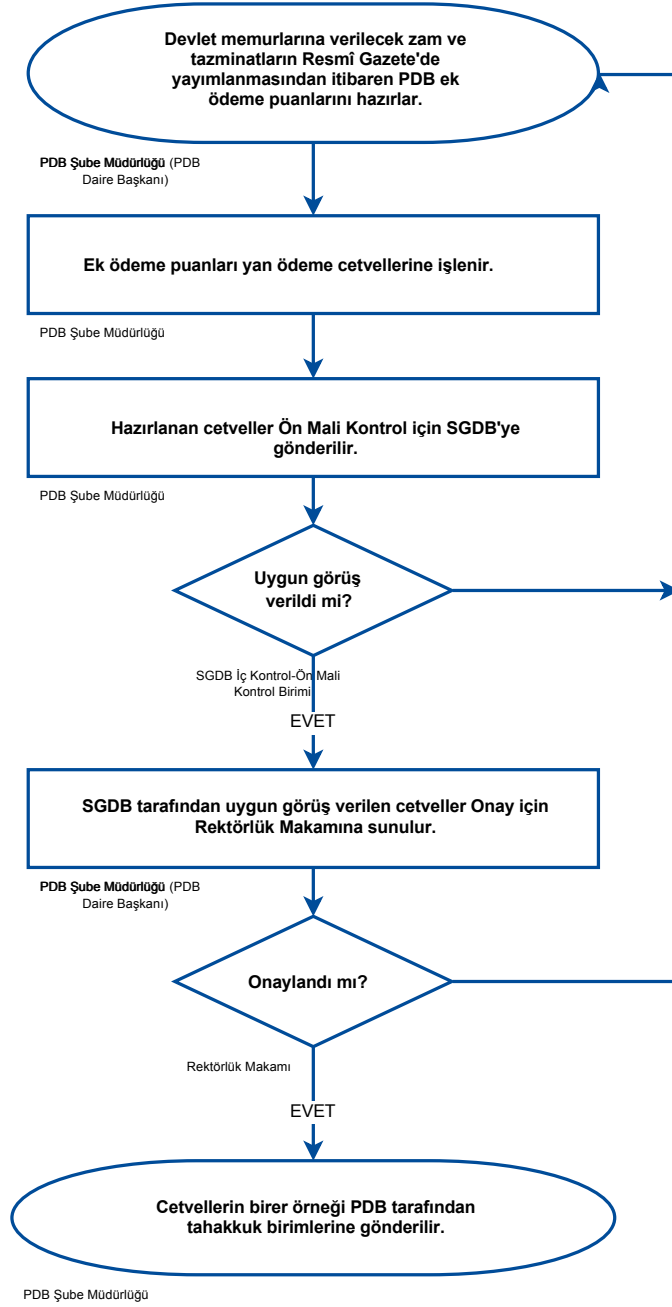 Devlet memurlarına verilecek zam ve
tazminatların Resmî Gazete'de
yayımlanmasından itibaren PDB ek
ödeme puanlarını hazırlar.
PDB Şube Müdürlüğü (PDB
Daire Başkanı)
Ek ödeme puanları yan ödeme cetvellerine işlenir.
PDB Şube Müdürlüğü
Hazırlanan cetveller Ön Mali Kontrol için SGDB'ye
gönderilir.
PDB Şube Müdürlüğü
Uygun görüş
verildi mi?
SGDB İç Kontrol-Ön Mali
Kontrol Birimi
EVET
SGDB tarafından uygun görüş verilen cetveller Onay için
Rektörlük Makamına sunulur.
PDB Şube Müdürlüğü (PDB
Daire Başkanı)
Onaylandı mı?
Rektörlük Makamı
EVET
Cetvellerin birer örneği PDB tarafından
tahakkuk birimlerine gönderilir.
PDB Şube Müdürlüğü